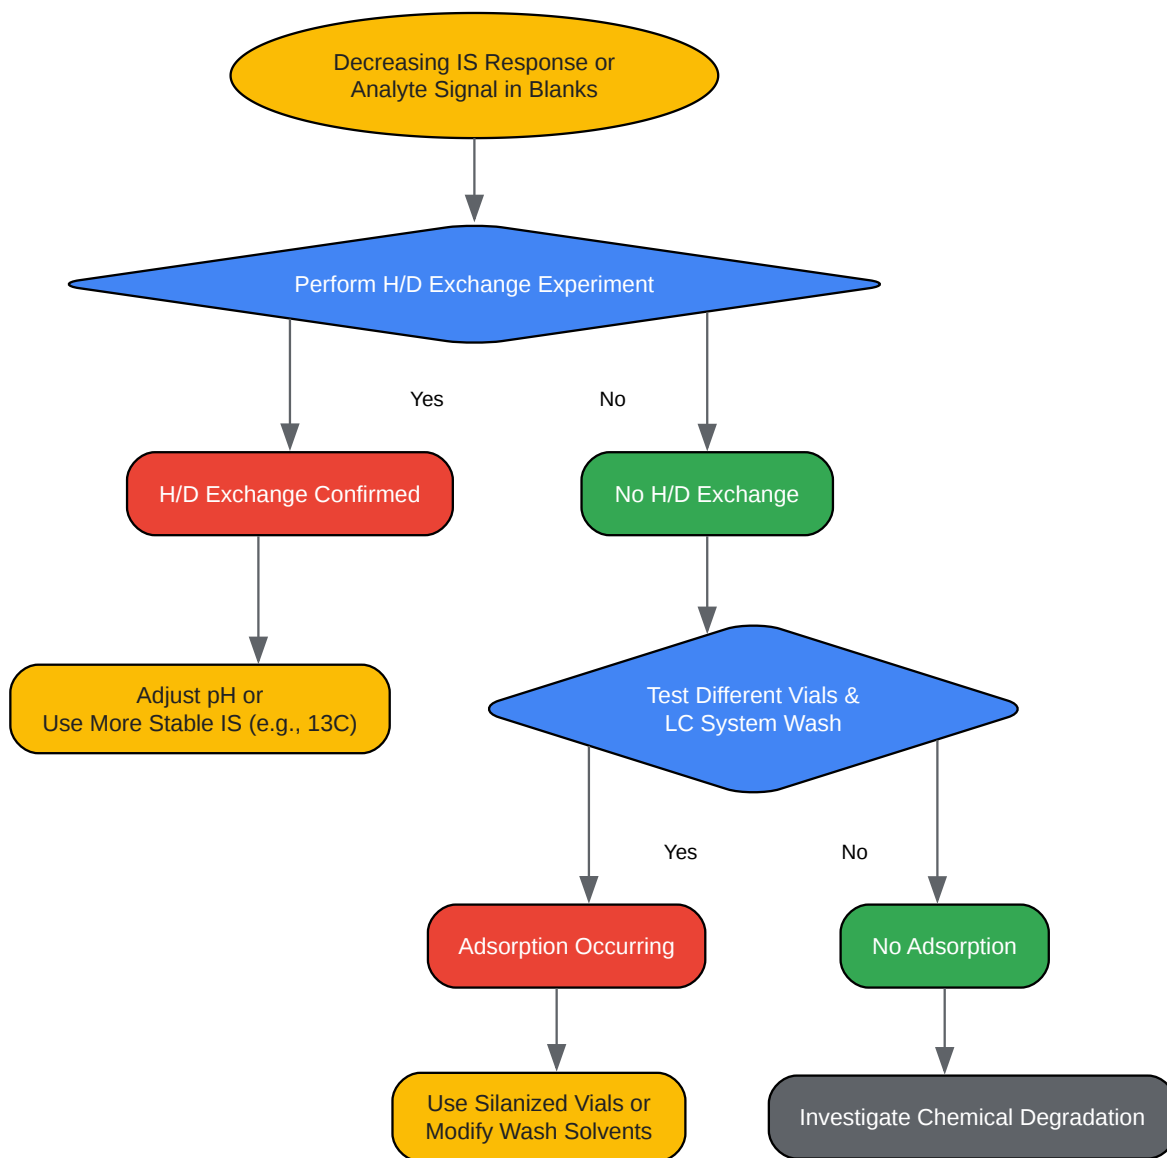 Decreasing IS Response or
Analyte Signal in Blanks
Perform H/D Exchange Experiment
Yes
No
H/D Exchange Confirmed
No H/D Exchange
Adjust pH or
Use More Stable IS (e.g., 13C)
Test Different Vials &
LC System Wash
Yes
No
Adsorption Occurring
No Adsorption
Use Silanized Vials or
Modify Wash Solvents
Investigate Chemical Degradation